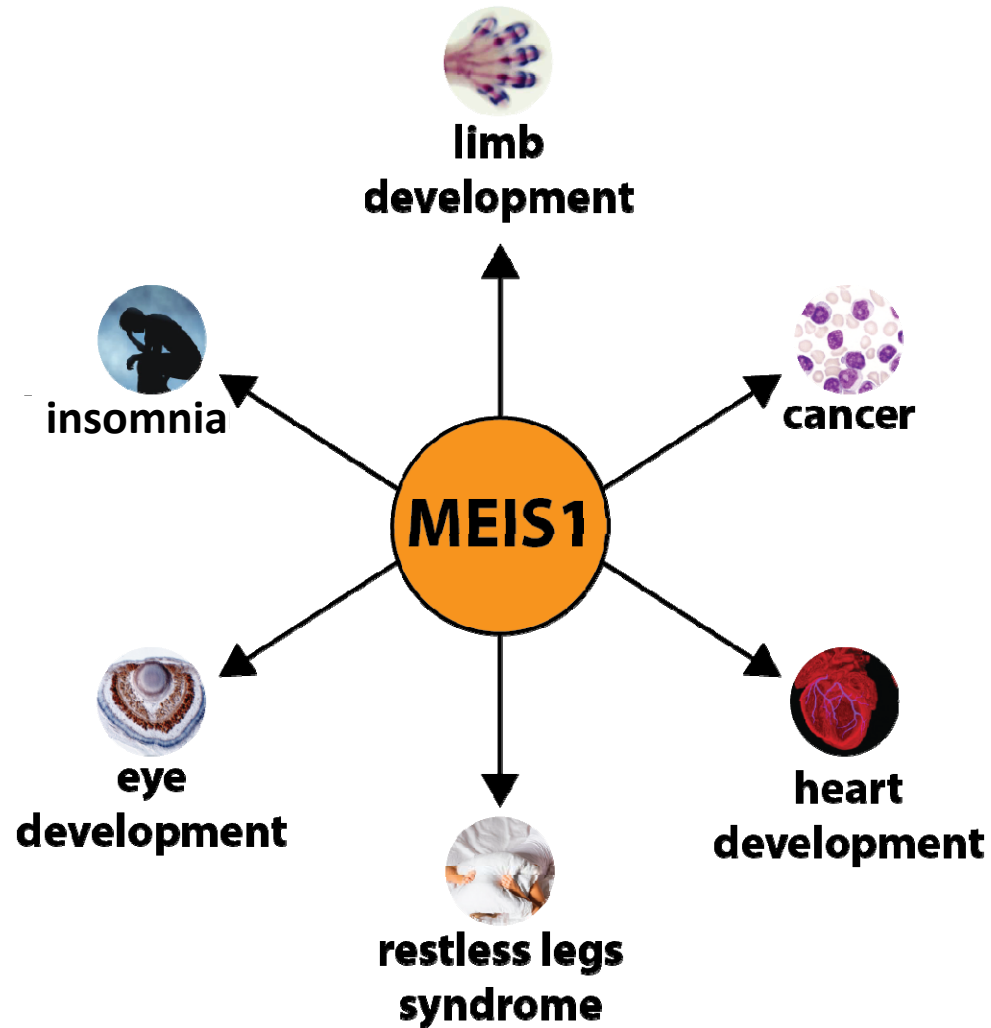 limb
development
insomnia
cancer
MEIS1
eye
development
heart
development
restless legs
syndrome